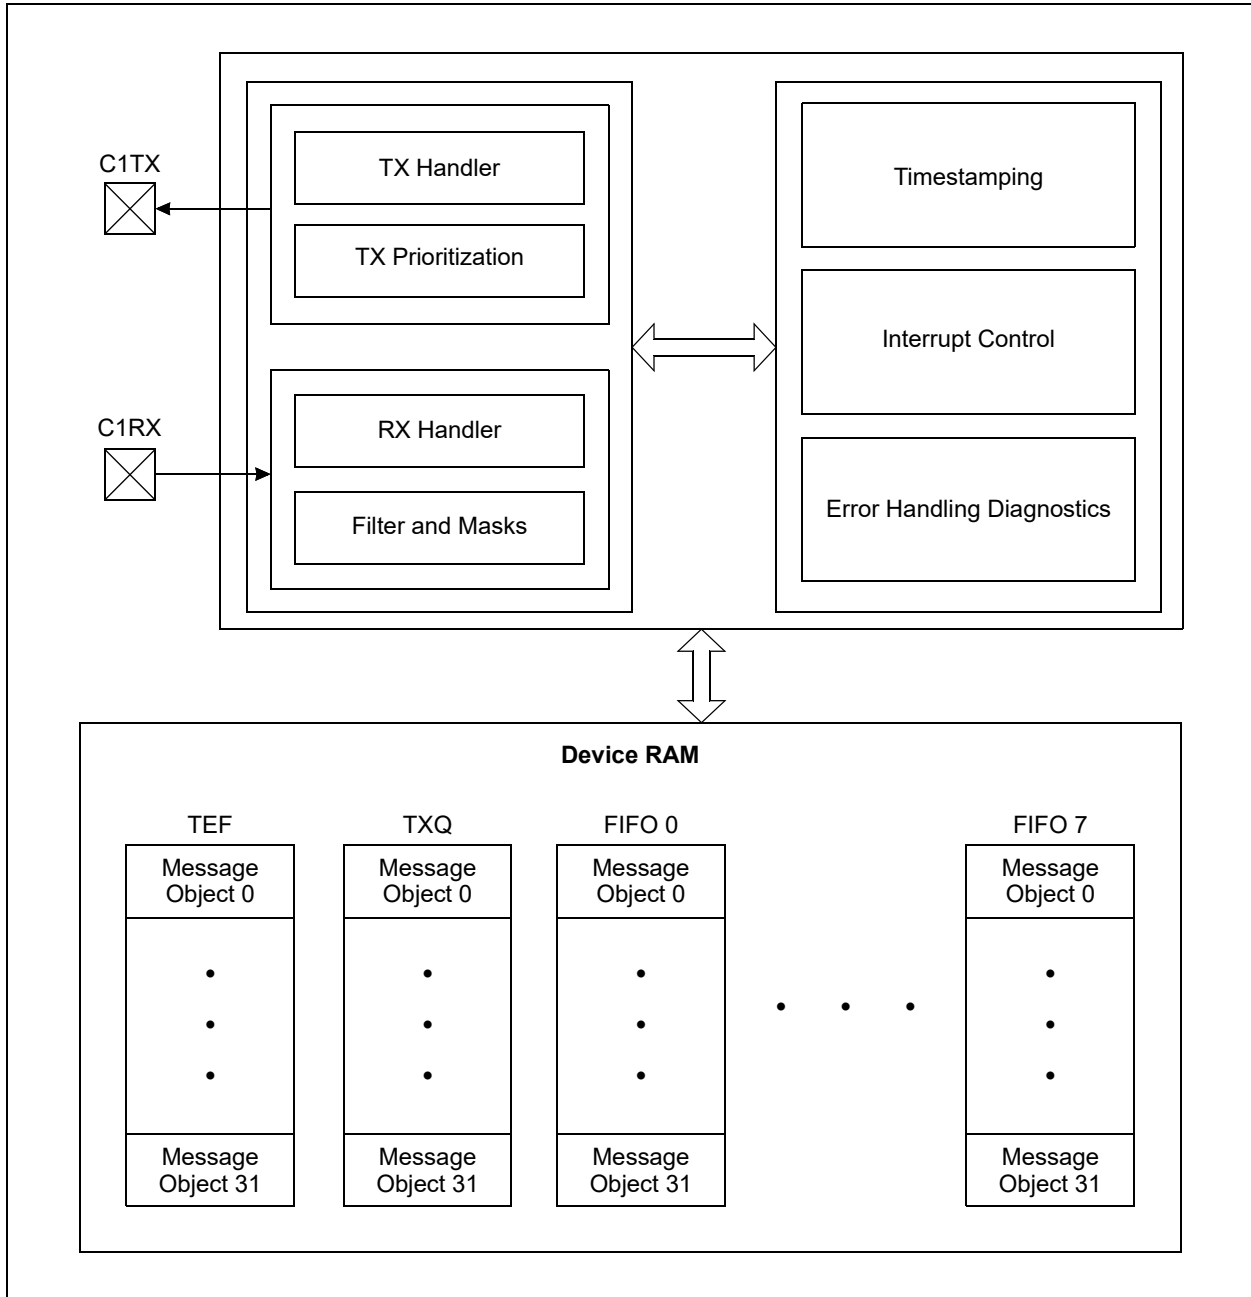 C1TX
TX Handler
TX Prioritization
C1RX
RX Handler
Filter and Masks
Timestamping
Interrupt Control
Error Handling Diagnostics
Device RAM
TEF
TXQ
FIFO 0
FIFO 7
Message
Object 0
Message
Object 0
Message
Object 0
Message
Object 0
Message
Object 31
Message
Object 31
Message
Object 31
Message
Object 31